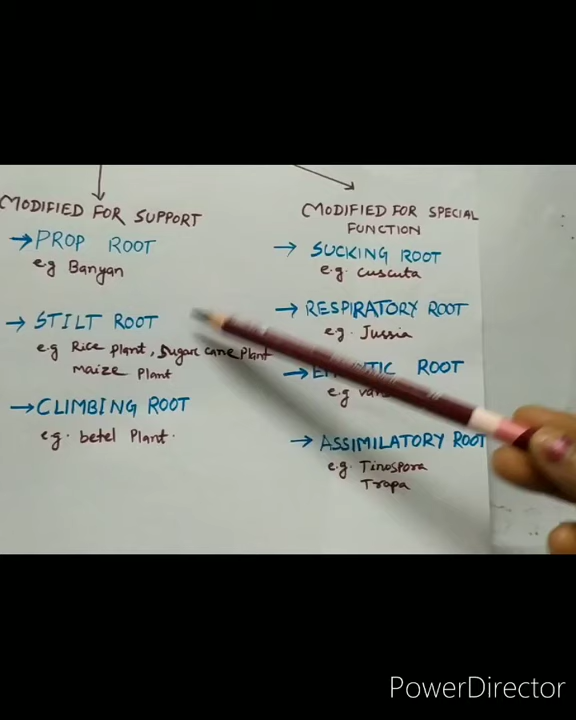 MODIFIED FOR SUPPORT
→ PROP ROOT
e.g Banyan
→ STILT ROOT
e.g Rice plant, Sugar cane Plant
maize Plant
→ CLIMBING ROOT
e.g. betel Plant.
MODIFIED FOR SPECIAL
FUNCTION
→ SUCKING ROOT
e.g. cuscuta
→ RESPIRATORY ROOT
e.g. Jussia
→ ROOT
e.g
→ ASSIMILATORY ROOT
e.g. Tinospora
Trapa
PowerDirector